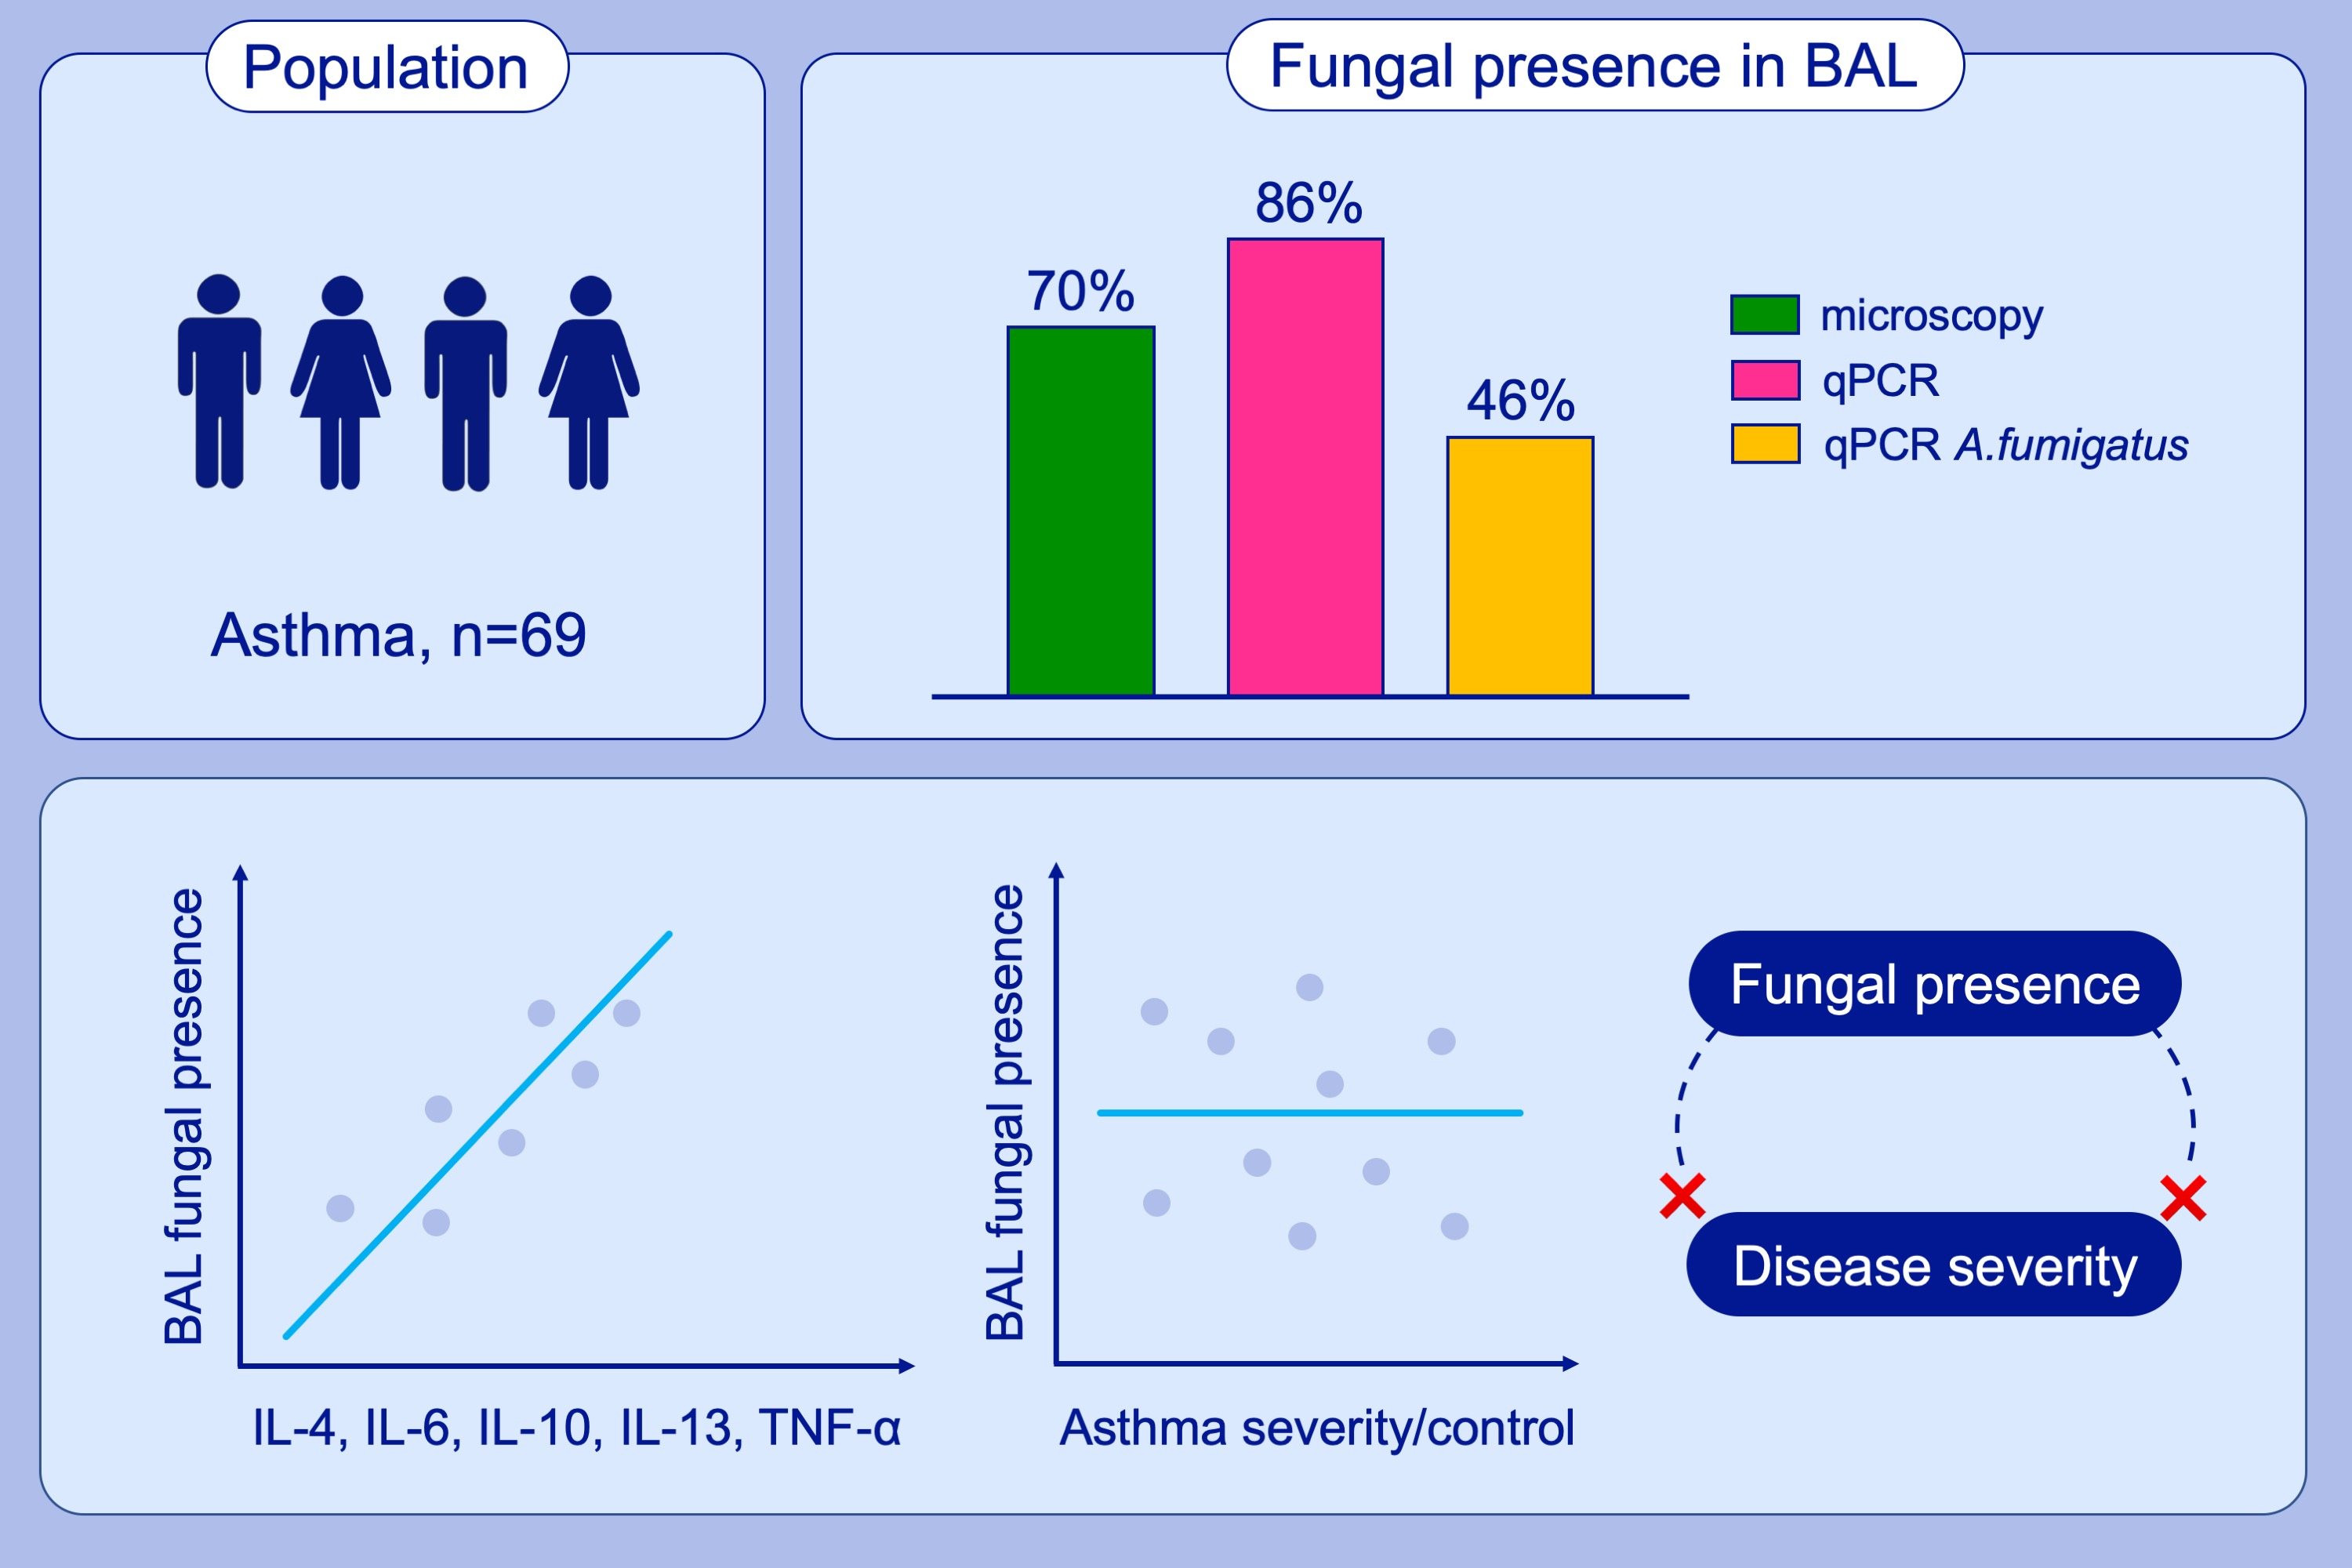 Population
Asthma, n=69
Fungal presence in BAL
70%
86%
46%
microscopy
qPCR
qPCR A.fumigatus
BAL fungal presence
IL-4, IL-6, IL-10, IL-13, TNF-α
BAL fungal presence
Asthma severity/control
Fungal presence
Disease severity